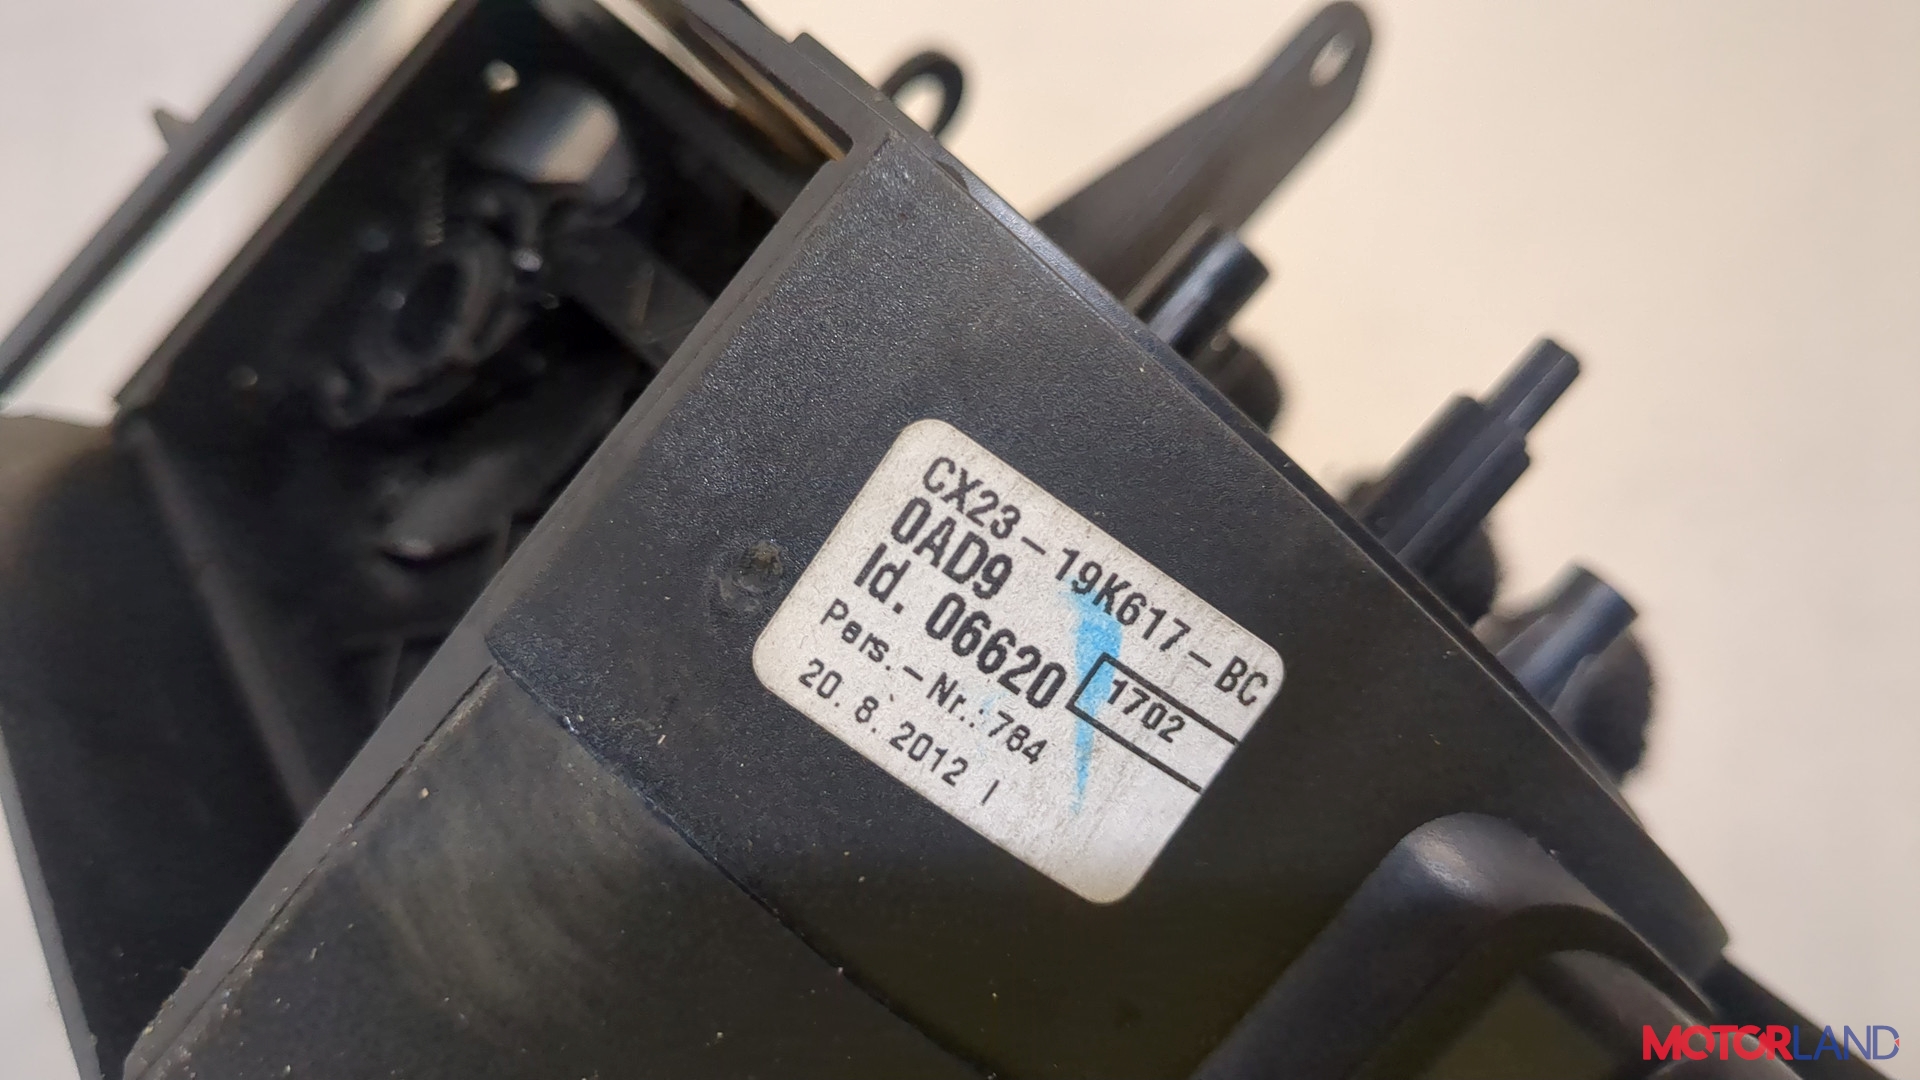 CX23-19K617-BC
0AD9
Id. 06620
1702
Pers.-Nr.: 784
20.8.2012 I
MOTORLAND